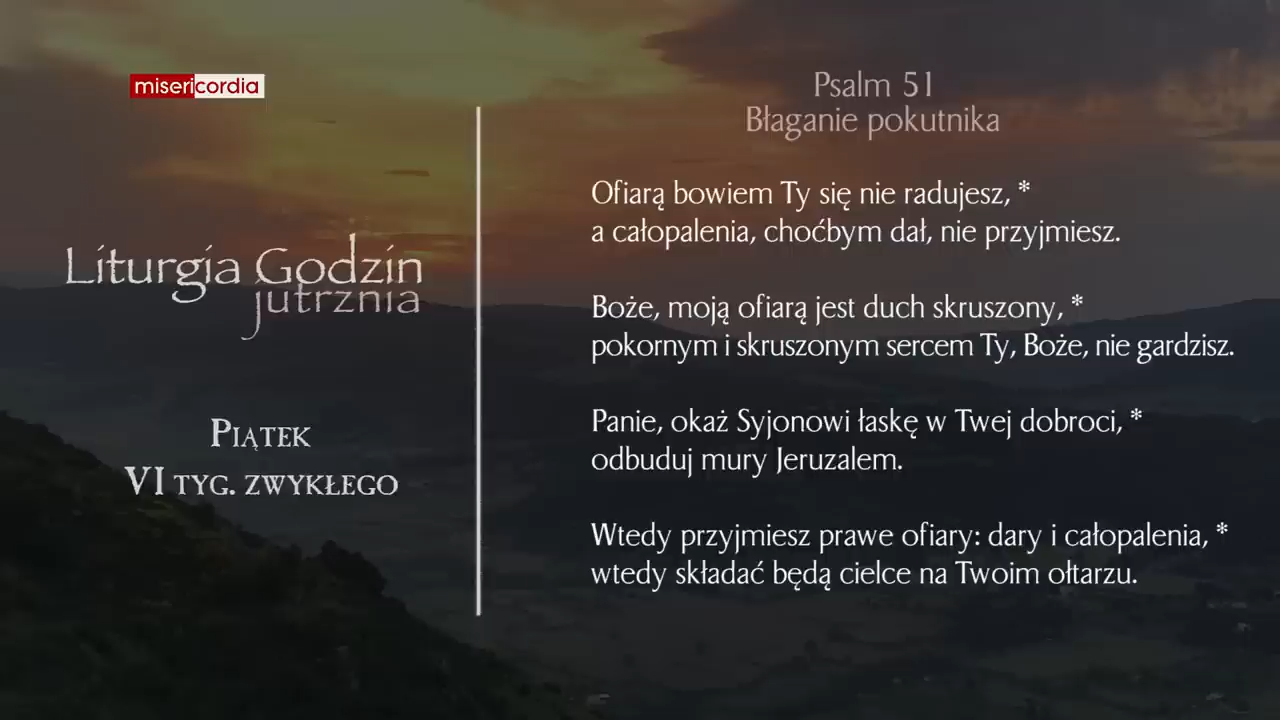 misericordia
Liturgia Godzin
jutrznia
Piątek
VI tyg. zwykłego
Psalm 51
Błaganie pokutnika
Ofiarą bowiem Ty się nie radujesz, *
a całopalenia, choćbym dał, nie przyjmiesz.
Boże, moją ofiarą jest duch skruszony, *
pokornym i skruszonym sercem Ty, Boże, nie gardzisz.
Panie, okaż Syjonowi łaskę w Twej dobroci, *
odbuduj mury Jeruzalem.
Wtedy przyjmiesz prawe ofiary: dary i całopalenia, *
wtedy składać będą cielce na Twoim ołtarzu.